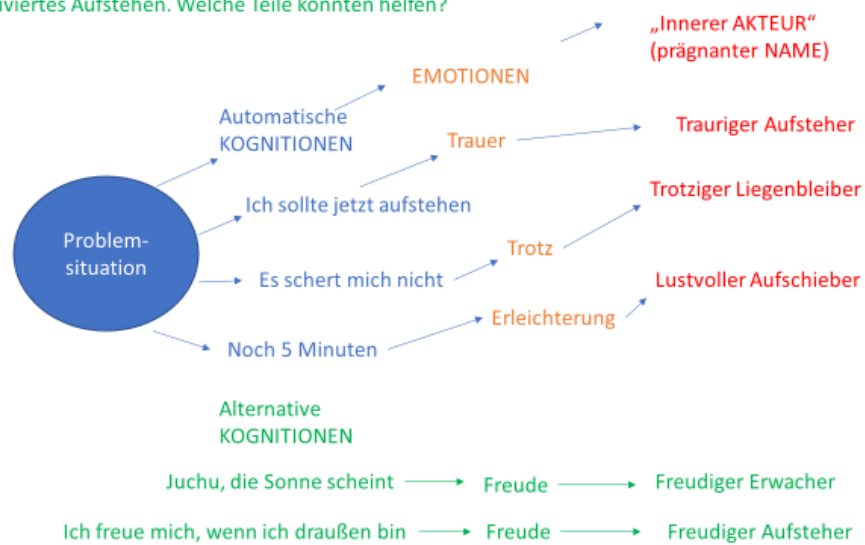 iviertes Aufstehen. Welche Teile könnten helfen?
„Innerer AKTEUR“
(prägnanter NAME)
EMOTIONEN
Automatische
KOGNITIONEN
Trauer
Trauriger Aufsteher
Ich sollte jetzt aufstehen
Trotziger Liegenbleiber
Problem-
situation
Trotz
Es schert mich nicht
Lustvoller Aufschieber
Erleichterung
Noch 5 Minuten
Alternative
KOGNITIONEN
Juchu, die Sonne scheint
Freude
Freudiger Erwacher
Ich freue mich, wenn ich draußen bin
Freude
Freudiger Aufsteher